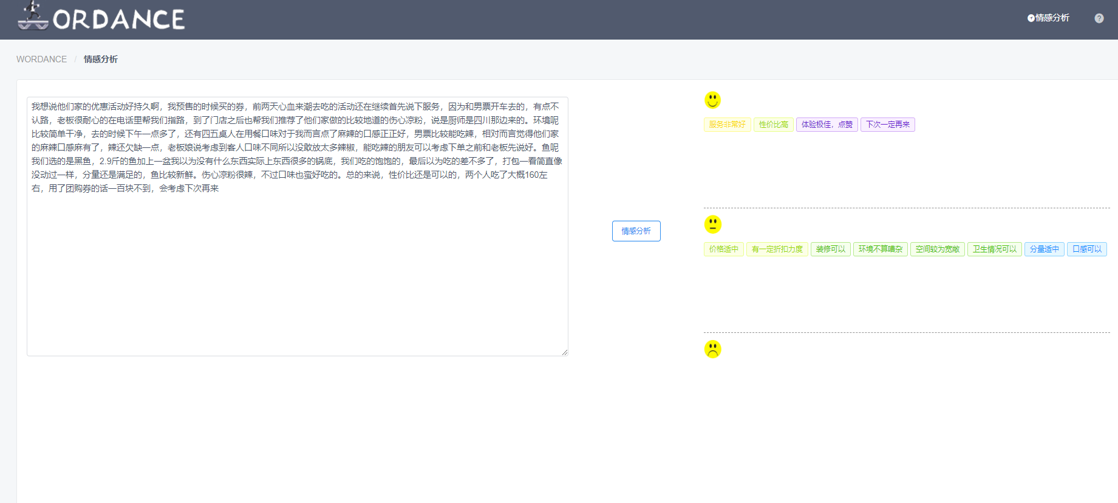 ORDANCE
情感分析
WORDANCE / 情感分析
我想说他们家的优惠活动好持久啊，我预售的时候买的券，前两天心血来潮去吃的活动还在继续首先说下服务，因为和男票开车去的，有点不
认路，老板很耐心的在电话里帮我们指路，到了门店之后也帮我们推荐了他们家做的比较地道的伤心凉粉，说是厨师是四川那边来的。环境呢
比较简单干净，去的时候下午一点多了，还有四五桌人在用餐口味对于我而言点了麻辣的口感正正好，男票比较能吃辣，相对而言觉得他们家
的麻辣口感麻有了，辣还欠缺一点，老板娘说考虑到客人口味不同所以没敢放太多辣椒，能吃辣的朋友可以考虑下单之前和老板先说好。鱼呢
我们选的是黑鱼，2.9斤的鱼加上一盆我以为没有什么东西实际上东西很多的锅底，我们吃的饱饱的，最后以为吃的差不多了，打包一看简直像
没动过一样，分量还是满足的，鱼比较新鲜。伤心凉粉很辣，不过口味也蛮好吃的。总的来说，性价比还是可以的，两个人吃了大概160左
右，用了团购券的话一百块不到，会考虑下次再来
情感分析
服务非常好 性价比高 体验极佳，点赞 下次一定再来
价格适中 有一定折扣力度 装修可以 环境不算嘈杂 空间较为宽敞 卫生情况可以 分量适中 口感可以